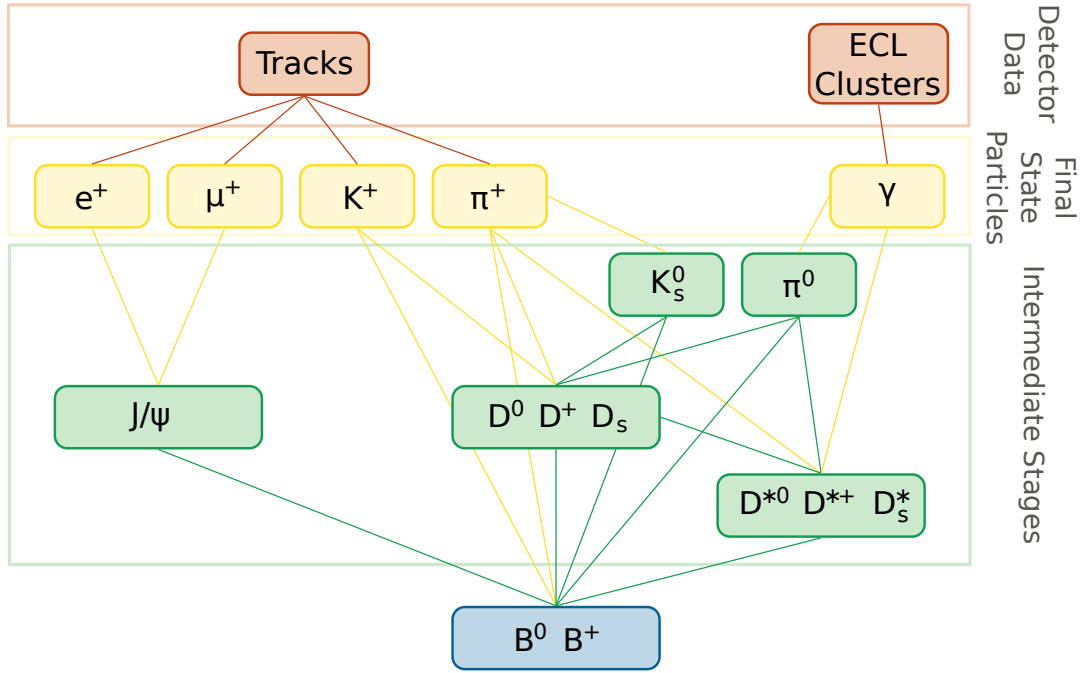 Tracks
ECL
Clusters
Detector
Data
e⁺
μ⁺
K⁺
π⁺
γ
Final
State
Particles
K⁰ₛ
π⁰
J/ψ
D⁰ D⁺ Dₛ
D*⁰ D*⁺ D*ₛ
Intermediate Stages
B⁰ B⁺